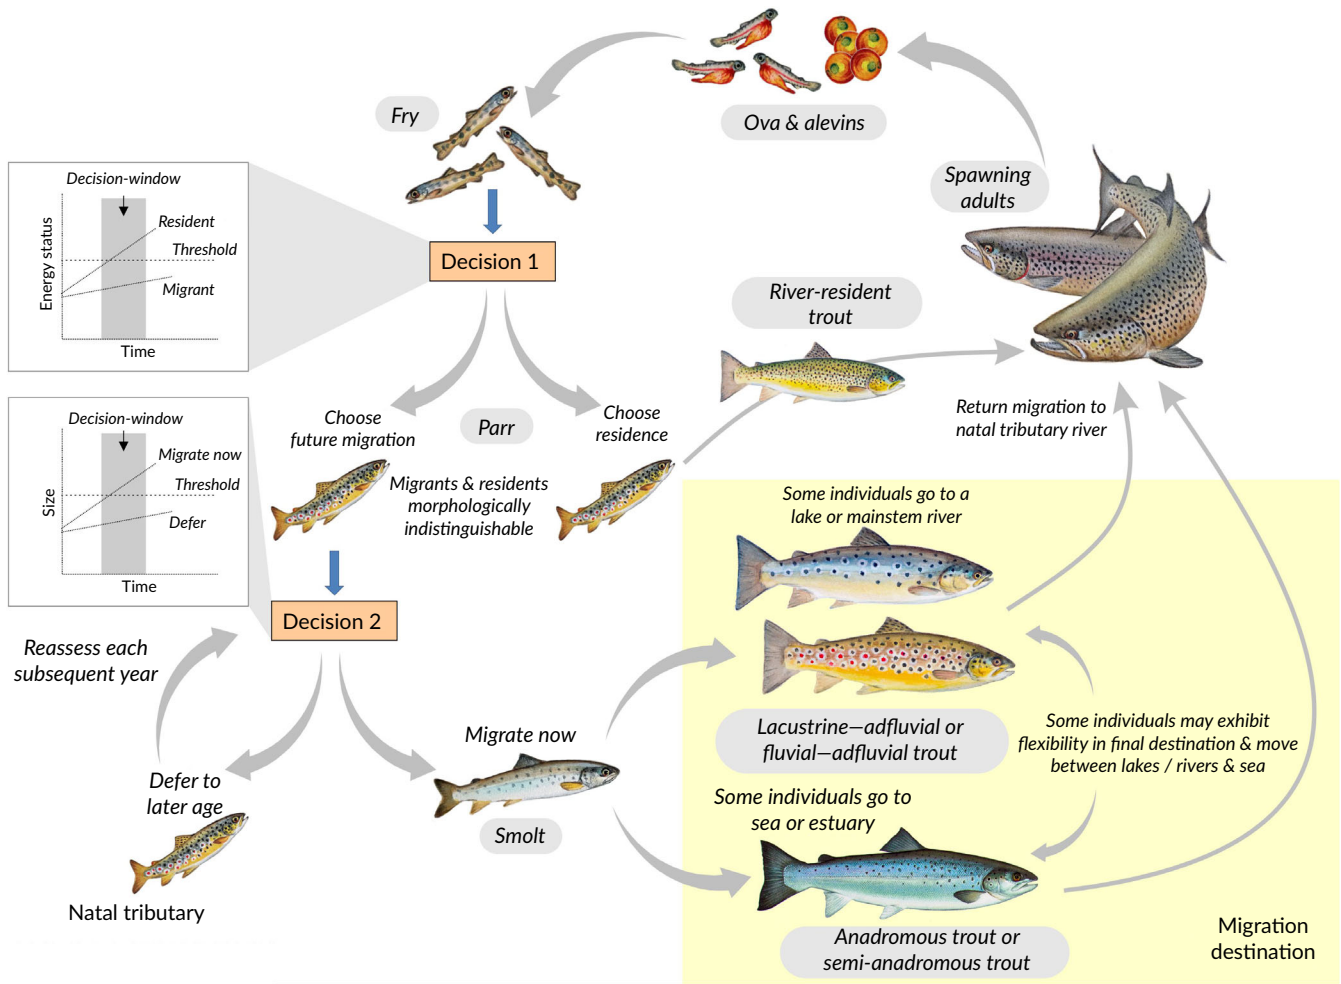 Ova & alevins
Fry
Spawning
adults
Decision-window
Resident
Threshold
Migrant
Energy status
Time
Decision 1
River-resident
trout
Choose
future migration
Parr
Choose
residence
Migrants & residents
morphologically
indistinguishable
Return migration to
natal tributary river
Decision-window
Migrate now
Threshold
Defer
Size
Time
Decision 2
Some individuals go to a
lake or mainstem river
Reassess each
subsequent year
Migrate now
Smolt
Defer to
later age
Natal tributary
Lacustrine—adfluvial or
fluvial—adfluvial trout
Some individuals may exhibit
flexibility in final destination & move
between lakes / rivers & sea
Some individuals go to
sea or estuary
Anadromous trout or
semi-anadromous trout
Migration
destination